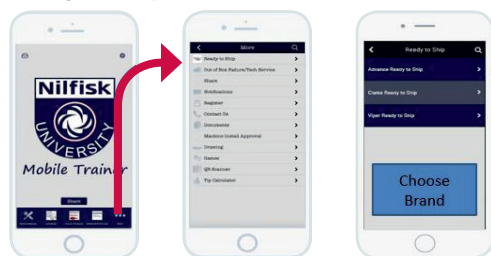 Nilfisk
UNIVERSITY
Mobile Trainer
Share
More
Ready to Ship
Out of Box Failure/Tech Service
Share
Notifications
Register
Contact Us
Documents
Machine Install Approval
Drawing
Games
QR Scanner
Tip Calculator
Ready to Ship
Advance Ready to Ship
Clarke Ready to Ship
Viper Ready to Ship
Choose
Brand